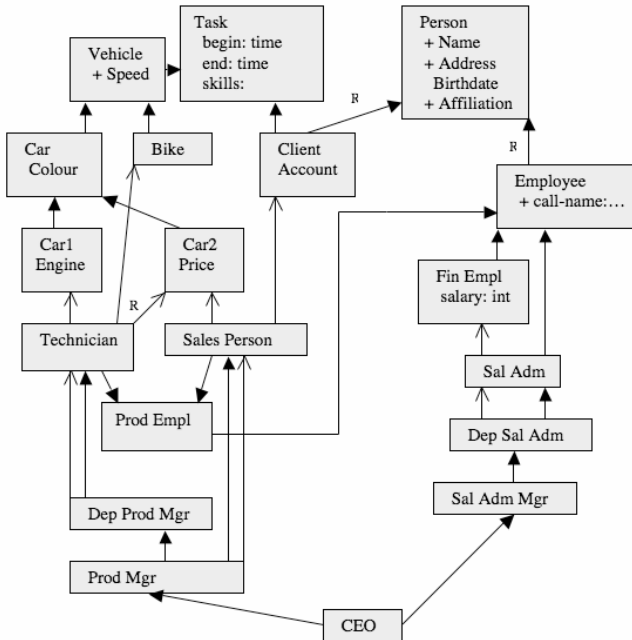 Task
begin: time
end: time
skills:
Person
+ Name
+ Address
Birthdate
+ Affiliation
Vehicle
+ Speed
R
R
Car
Colour
Bike
Client
Account
Employee
+ call-name:...
Car1
Engine
Car2
Price
Fin Empl
salary: int
R
Technician
Sales Person
Sal Adm
Prod Empl
Dep Sal Adm
Dep Prod Mgr
Sal Adm Mgr
Prod Mgr
CEO